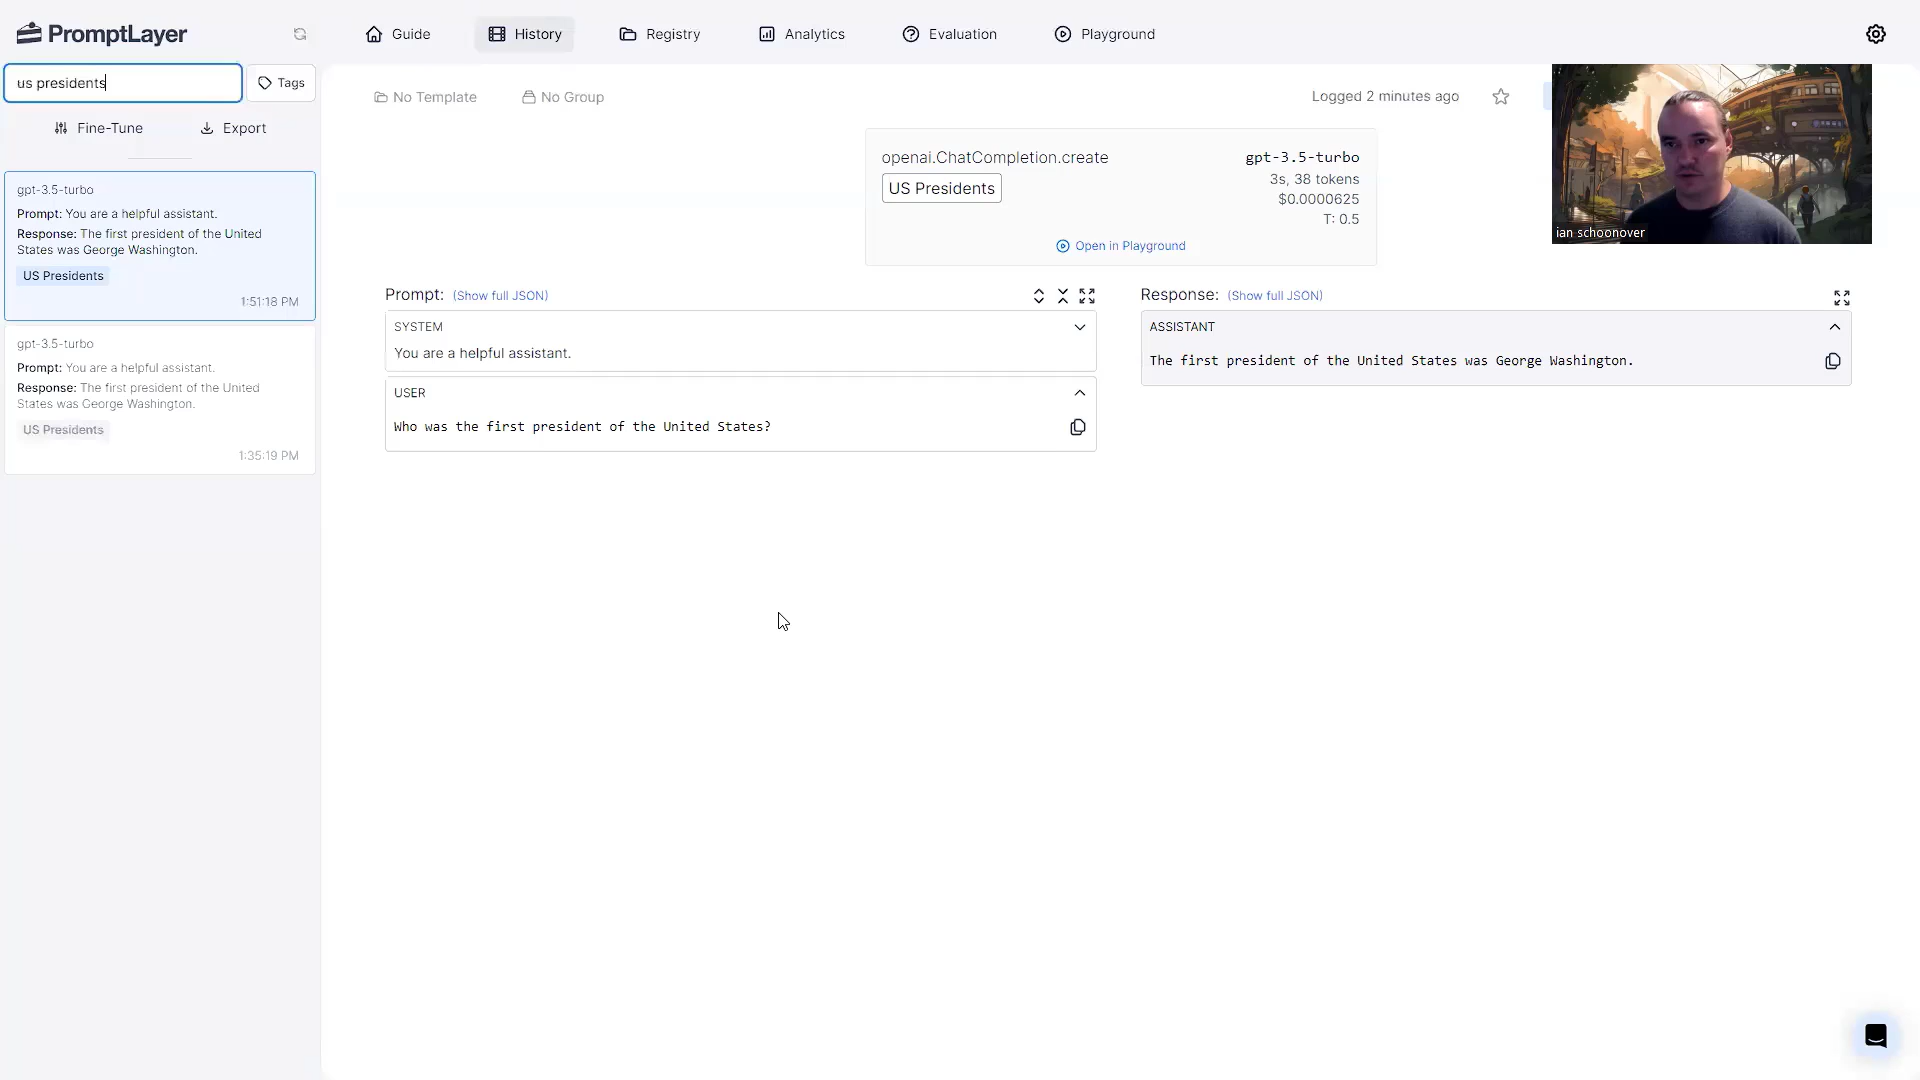 PromptLayer
Guide
History
Registry
Analytics
Evaluation
Playground
us presidents
Tags
Fine-Tune
Export
gpt-3.5-turbo
Prompt: You are a helpful assistant.
Response: The first president of the United
States was George Washington.
US Presidents
1:51:18 PM
gpt-3.5-turbo
Prompt: You are a helpful assistant.
Response: The first president of the United
States was George Washington.
US Presidents
1:35:19 PM
No Template
No Group
Logged 2 minutes ago
openai.ChatCompletion.create
US Presidents
gpt-3.5-turbo
3s, 38 tokens
$0.0000625
T: 0.5
Open in Playground
ian schoonover
Prompt: (Show full JSON)
SYSTEM
You are a helpful assistant.
USER
Who was the first president of the United States?
Response: (Show full JSON)
ASSISTANT
The first president of the United States was George Washington.